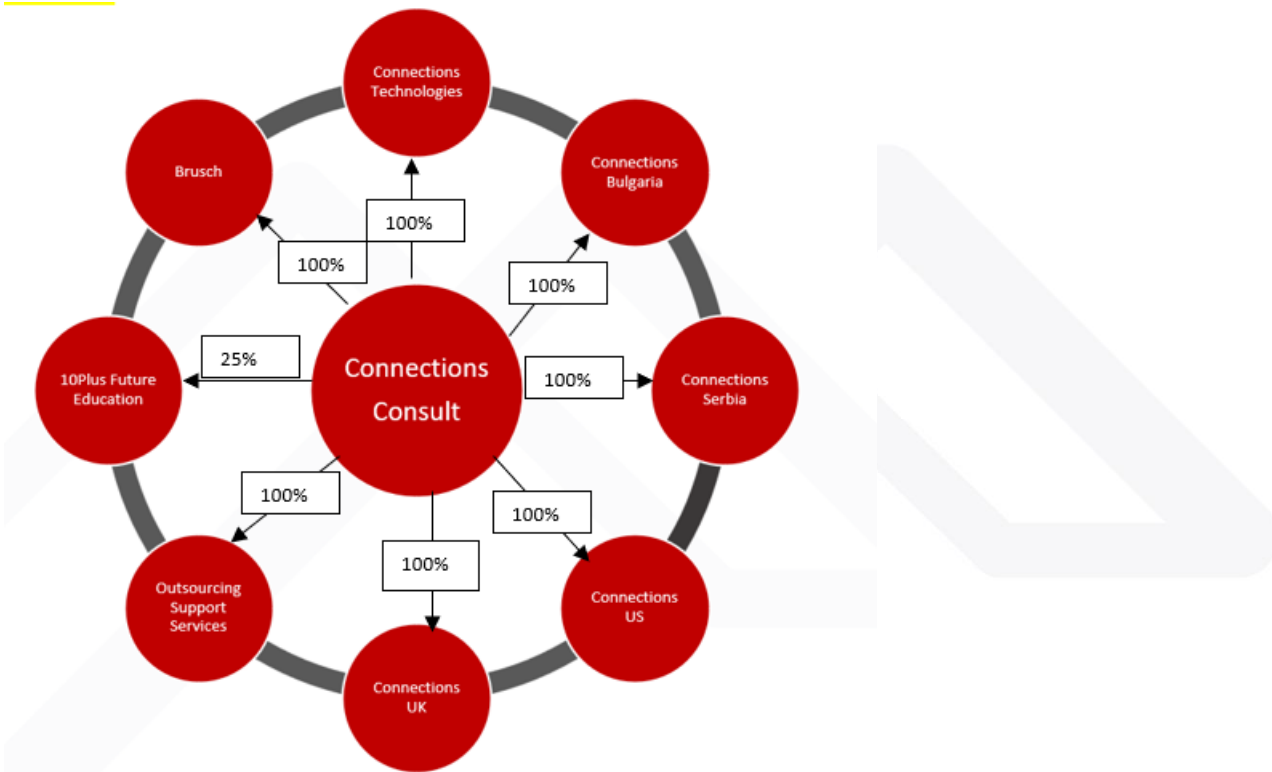 Connections
Technologies
Brusch
Connections
Bulgaria
100%
100%
100%
25%
10Plus Future
Education
Connections
Consult
100%
Connections
Serbia
100%
100%
100%
Outsourcing
Support
Services
Connections
US
Connections
UK